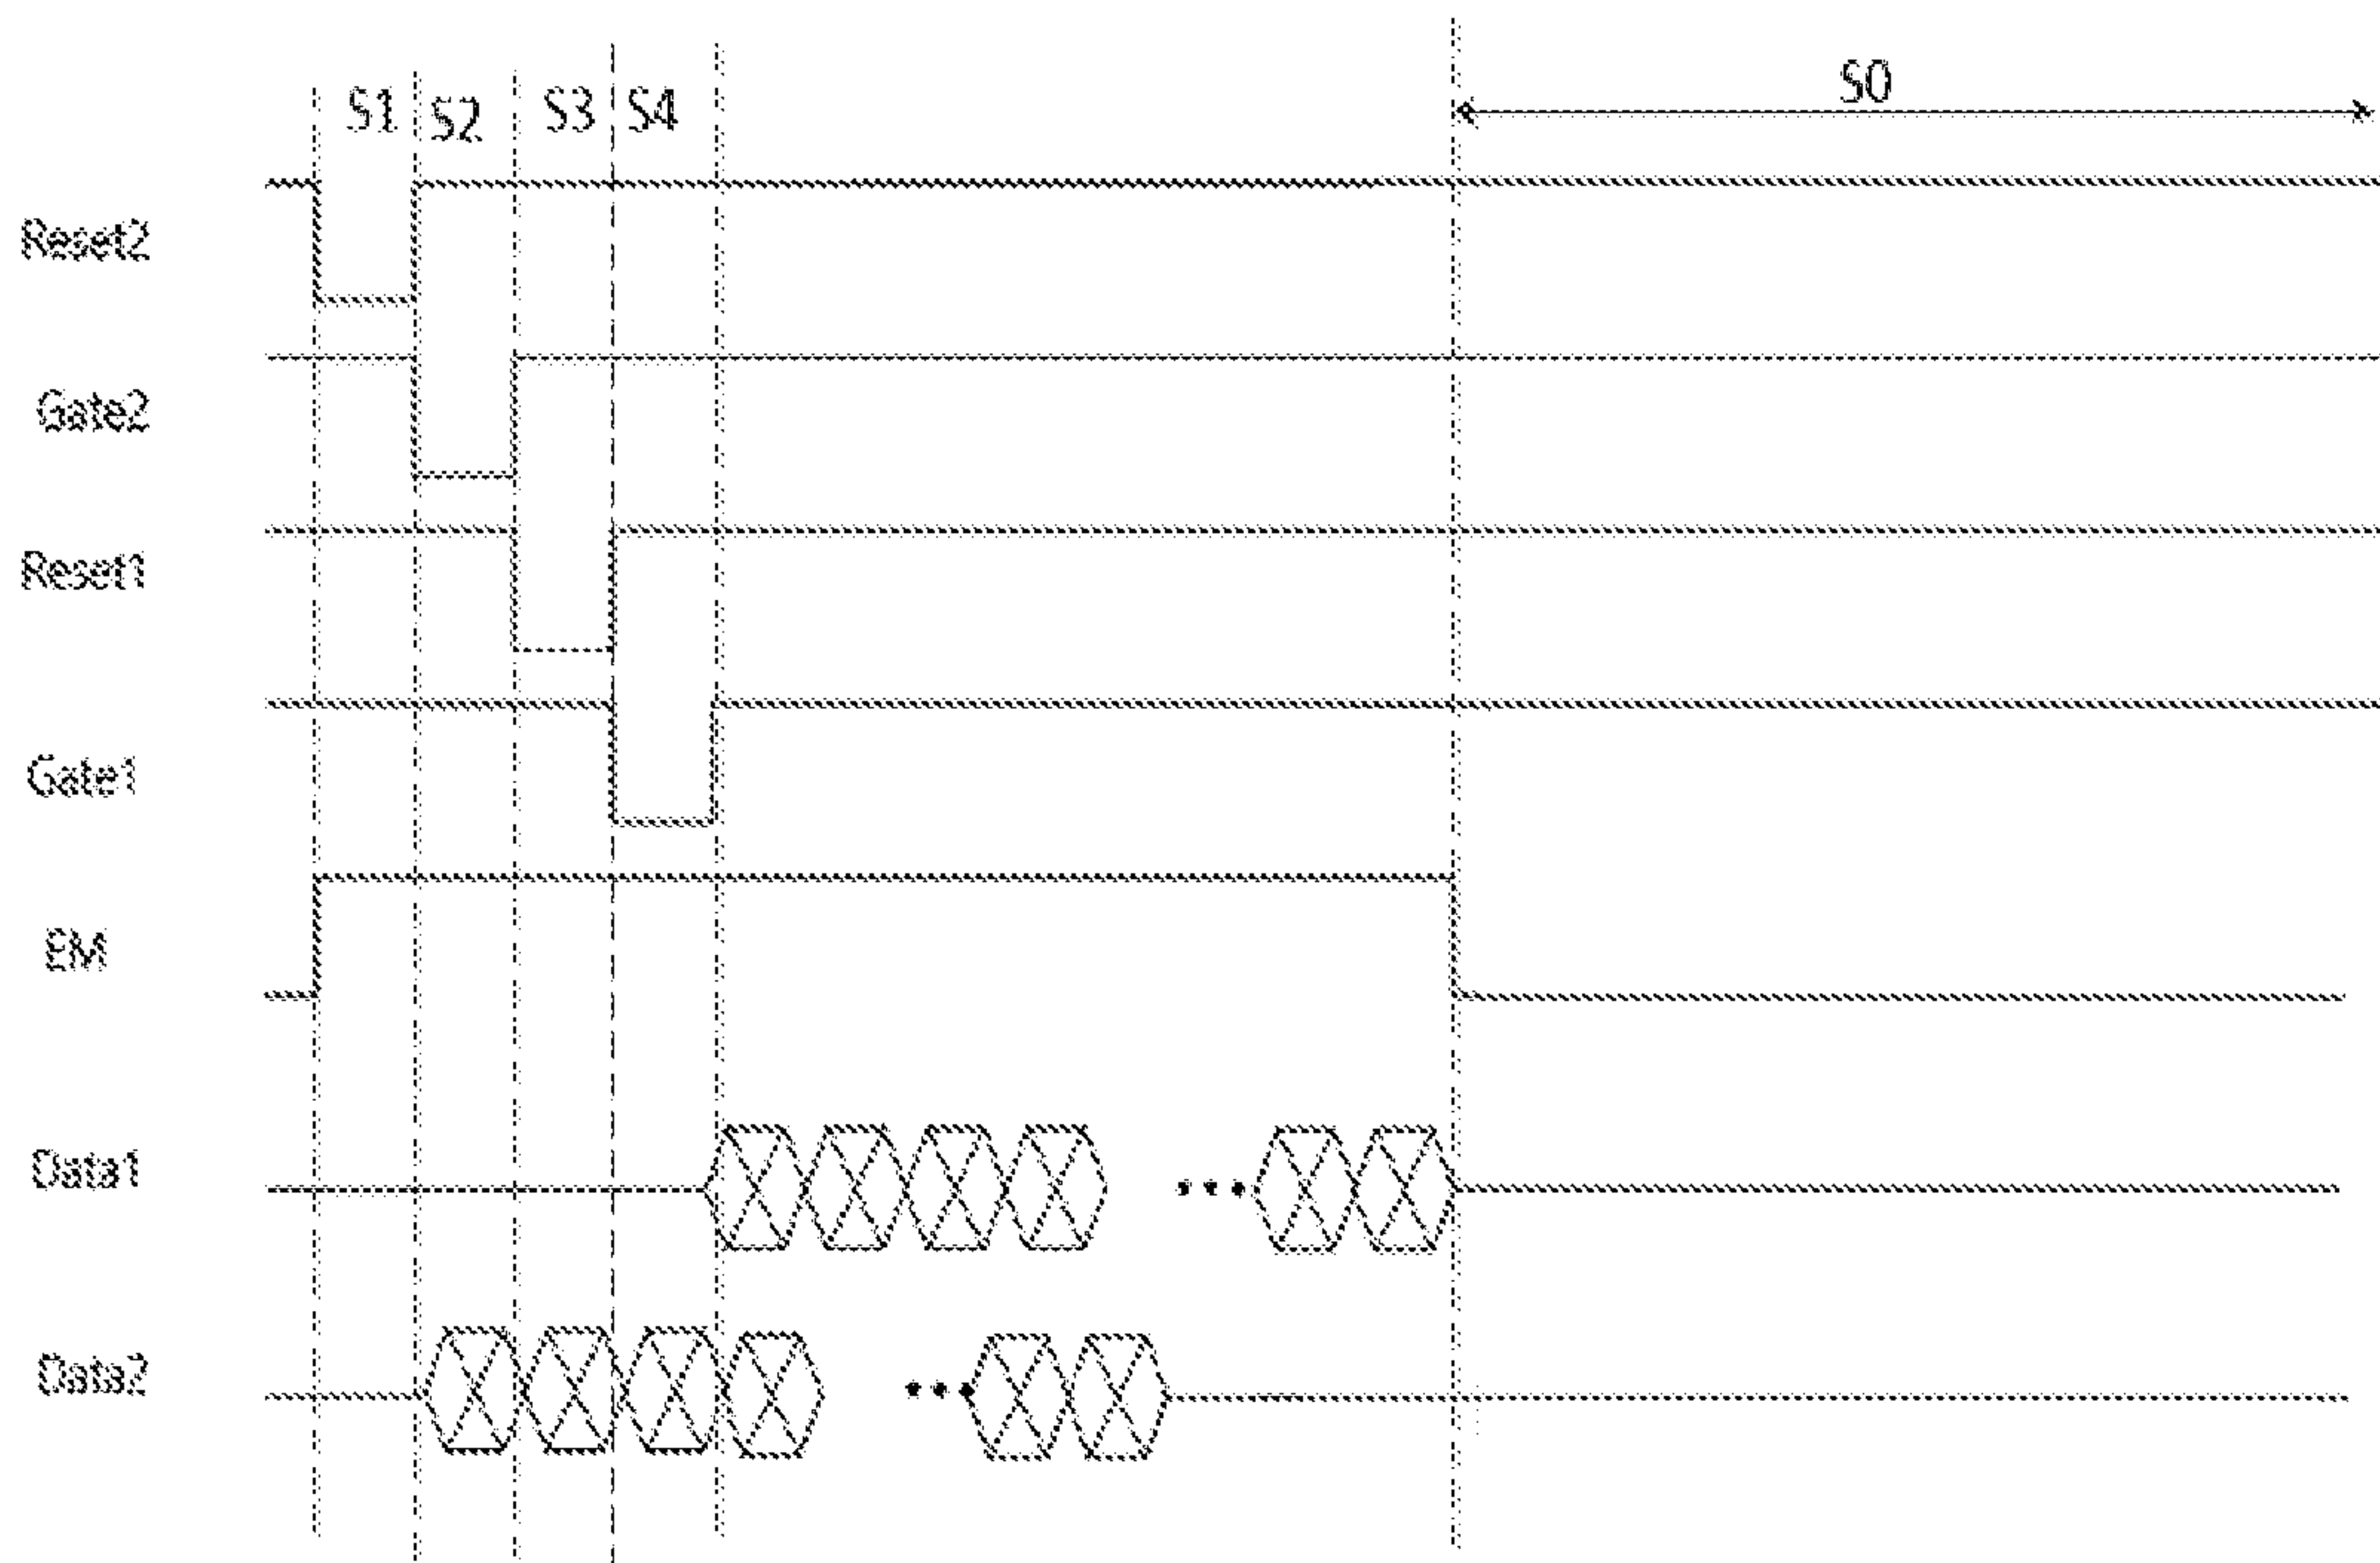 S1 S2 S3 S4 S0
Reset2
Gate2
Reset1
Gate1
EM
Data1
Data2